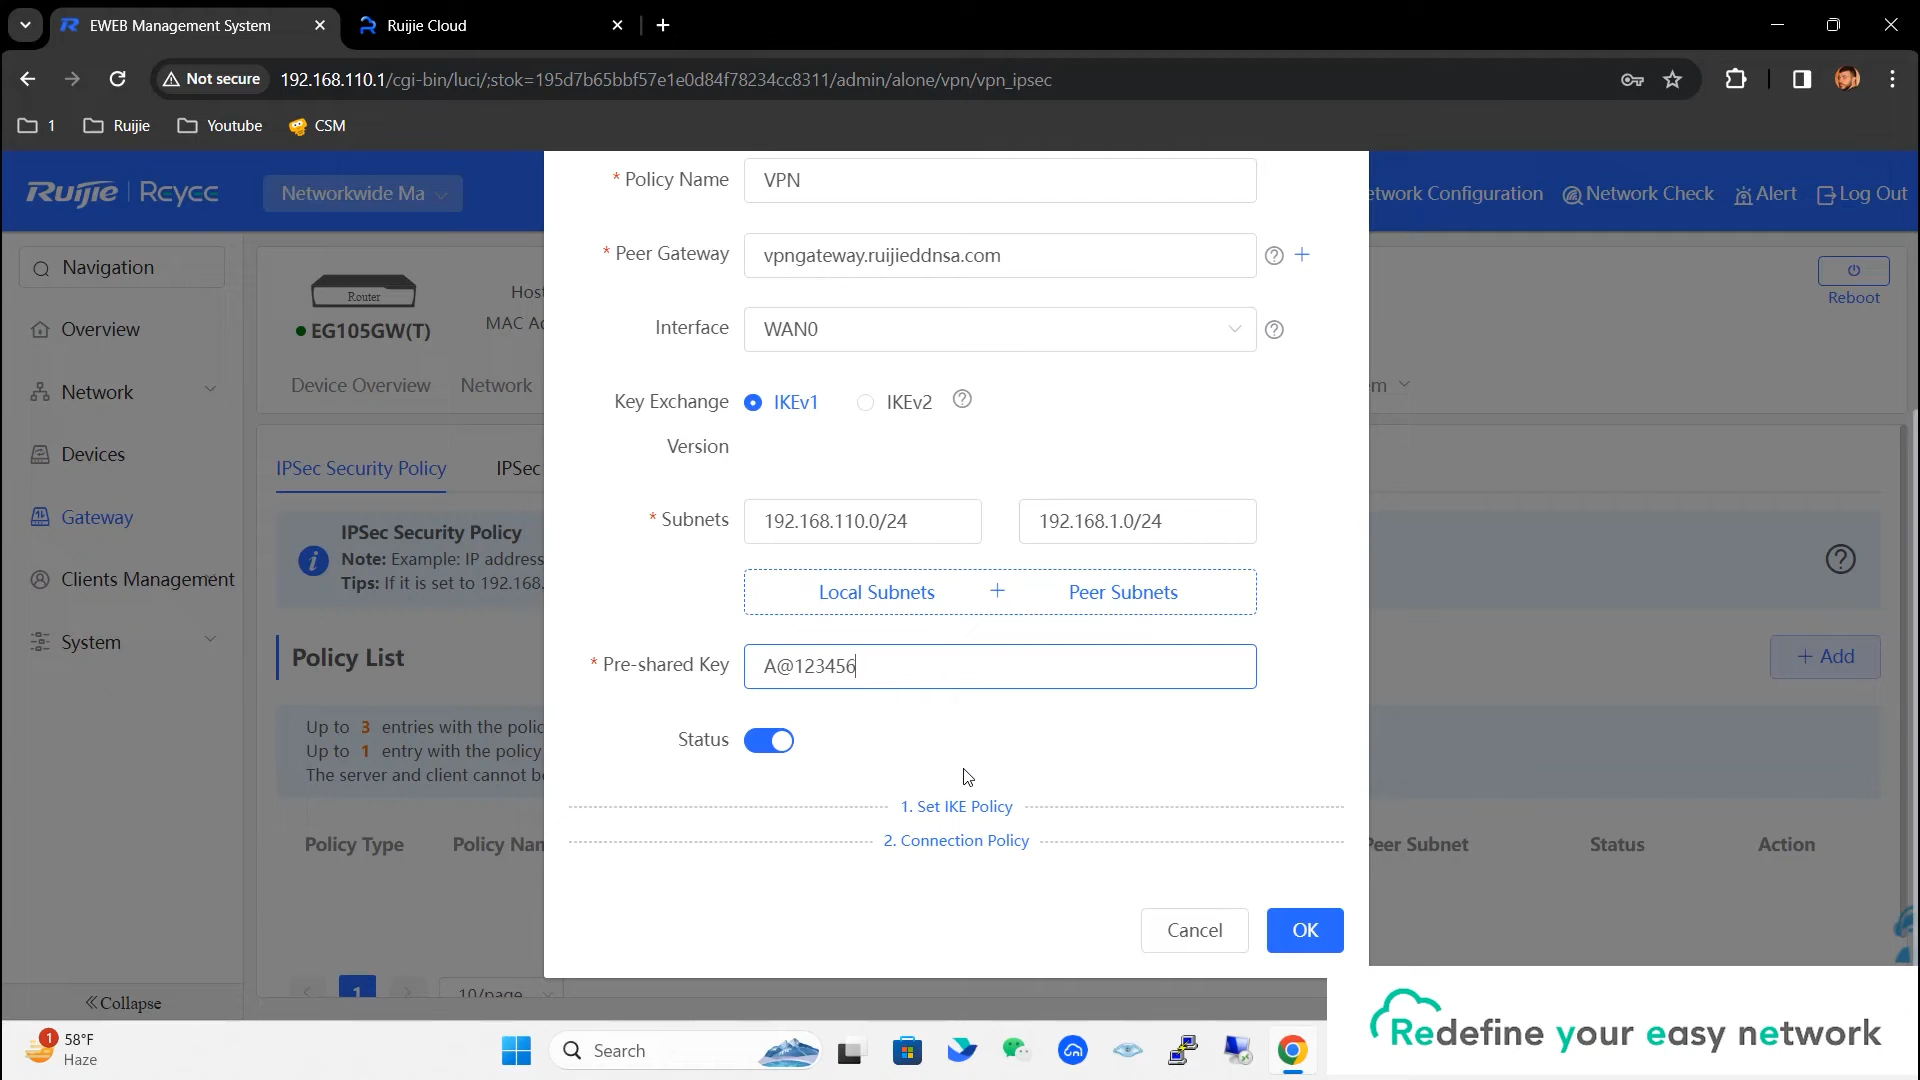 EWEB Management System
Ruijie Cloud
Not secure
192.168.110.1/cgi-bin/luci/;stok=195d7b65bbf57e1e0d84f78234cc8311/admin/alone/vpn/vpn_ipsec
1
Ruijie
Youtube
CSM
Ruijie | Reyee
Networkwide Ma
etwork Configuration
Network Check
Alert
Log Out
Navigation
Overview
Network
Devices
Gateway
Clients Management
System
Collapse
Router
EG105GW(T)
Host
MAC Ad
Reboot
Device Overview
Network
em
IPSec Security Policy
IPSec
IPSec Security Policy
Note: Example: IP address
Tips: If it is set to 192.168.
Policy List
+ Add
Up to 3 entries with the polic
Up to 1 entry with the policy
The server and client cannot be
Policy Type
Policy Nam
Peer Subnet
Status
Action
1
10/page
* Policy Name
VPN
* Peer Gateway
vpngateway.ruijieddnsa.com
Interface
WAN0
Key Exchange
Version
IKEv1
IKEv2
* Subnets
192.168.110.0/24
192.168.1.0/24
Local Subnets + Peer Subnets
* Pre-shared Key
A@123456
Status
1. Set IKE Policy
2. Connection Policy
Cancel
OK
1
58°F
Haze
Search
Redefine your easy network